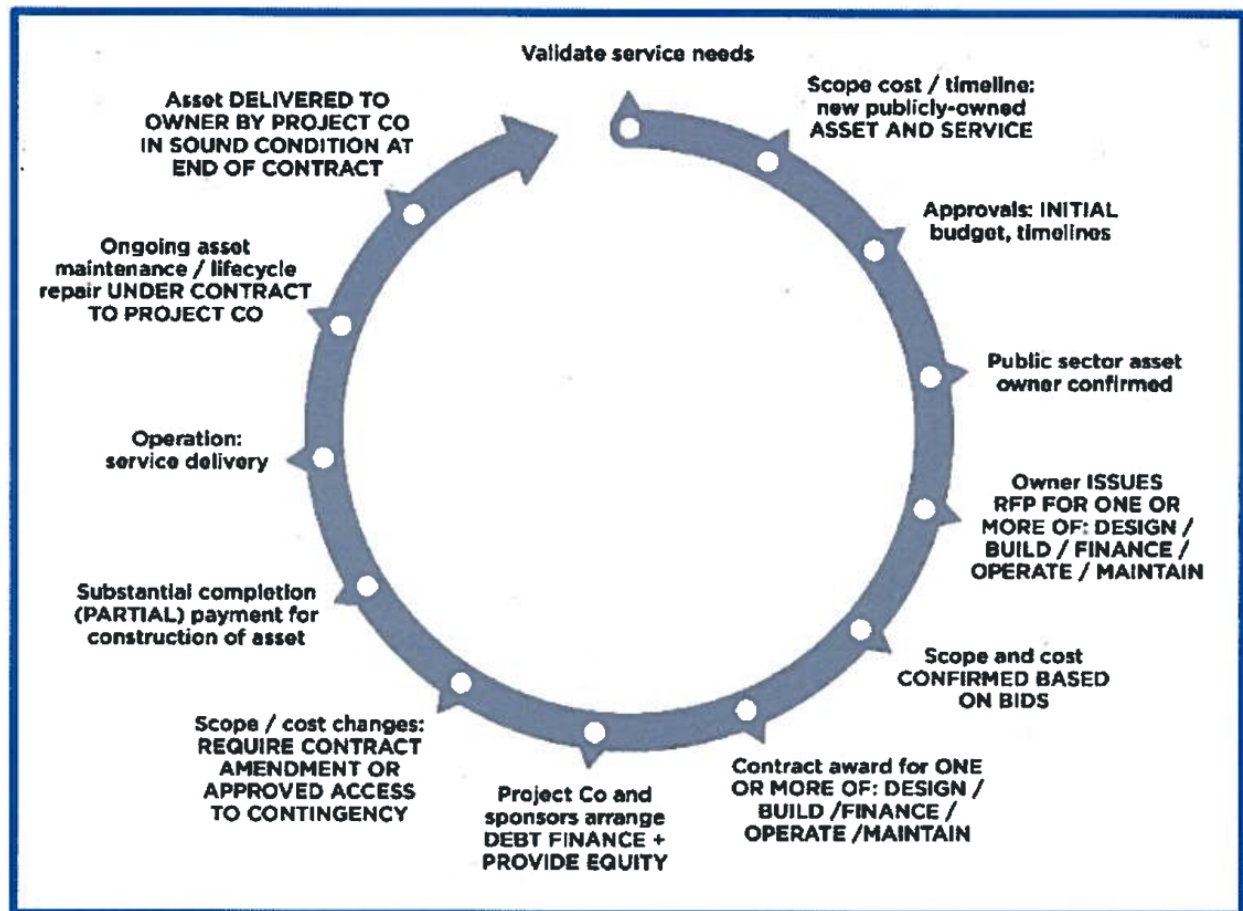 Validate service needs
Scope cost / timeline:
new publicly-owned
ASSET AND SERVICE
Approvals: INITIAL
budget, timelines
Public sector asset
owner confirmed
Owner ISSUES
RFP FOR ONE OR
MORE OF: DESIGN /
BUILD / FINANCE /
OPERATE / MAINTAIN
Scope and cost
CONFIRMED BASED
ON BIDS
Contract award for ONE
OR MORE OF: DESIGN /
BUILD /FINANCE /
OPERATE /MAINTAIN
Project Co and
sponsors arrange
DEBT FINANCE +
PROVIDE EQUITY
Scope / cost changes:
REQUIRE CONTRACT
AMENDMENT OR
APPROVED ACCESS
TO CONTINGENCY
Substantial completion
(PARTIAL) payment for
construction of asset
Operation:
service delivery
Ongoing asset
maintenance / lifecycle
repair UNDER CONTRACT
TO PROJECT CO
Asset DELIVERED TO
OWNER BY PROJECT CO
IN SOUND CONDITION AT
END OF CONTRACT